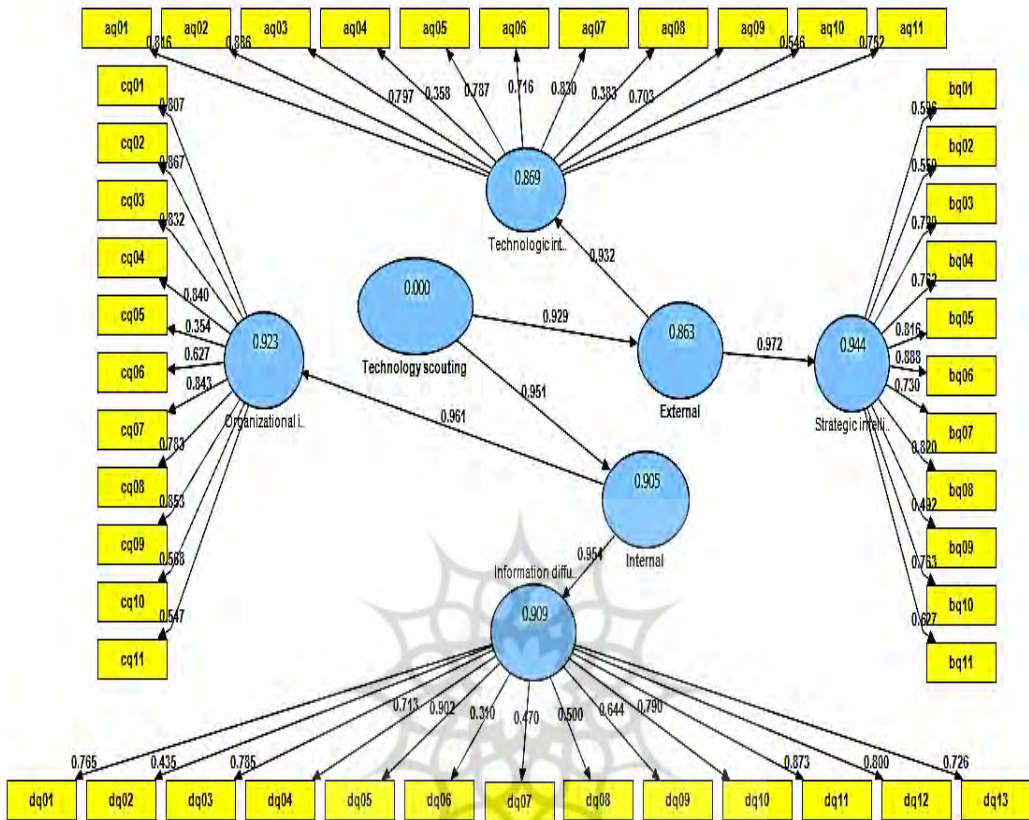 aq01 aq02 aq03 aq04 aq05 aq06 aq07 aq08 aq09 aq10 aq11
0.816 0.886 0.797 0.358 0.787 0.716 0.830 0.383 0.703 0.546 0.752
cq01
0.807
cq02
0.867
cq03
0.832
cq04
0.840
cq05
0.354
cq06
0.627
cq07
0.843
cq08
0.783
cq09
0.853
cq10
0.568
cq11
0.547
0.869
Technologic int..
0.932
0.000
Technology scouting
0.929
0.951
0.923
Organizational i..
0.961
0.863
External
0.972
0.944
Strategic intelli..
0.905
Internal
0.954
Information diffu..
0.909
bq01
bq02
0.559
bq03
bq04
0.762
bq05
0.816
bq06
0.888
bq07
0.730
bq08
0.820
bq09
0.492
bq10
0.763
bq11
0.627
0.765 0.435 0.785 0.713 0.902 0.310 0.470 0.500 0.644 0.790 0.873 0.800 0.726
dq01 dq02 dq03 dq04 dq05 dq06 dq07 dq08 dq09 dq10 dq11 dq12 dq13